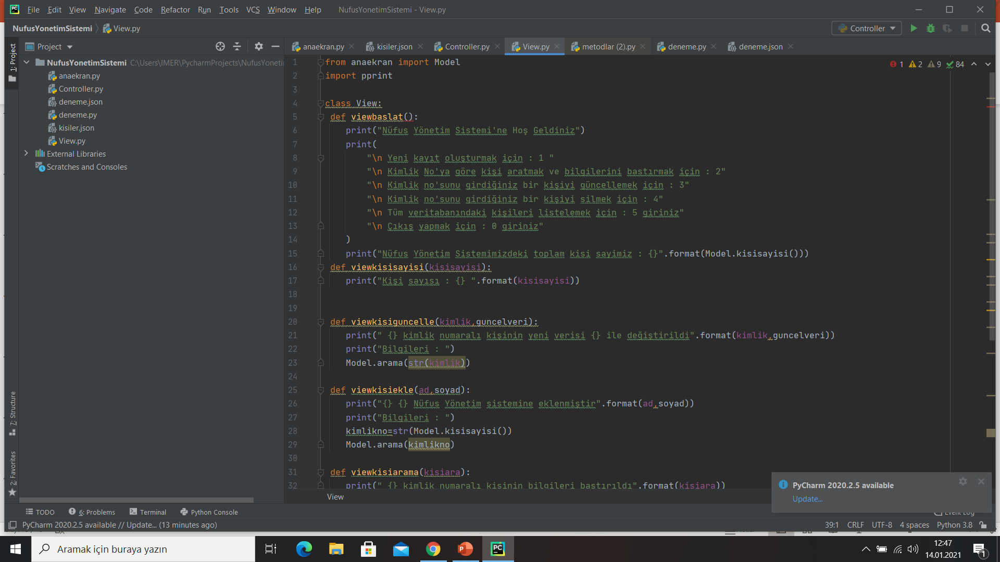 File Edit View Navigate Code Refactor Run Tools VCS Window Help NufusYonetimSistemi - View.py
NufusYonetimSistemi View.py Controller
Project anaekran.py kisiler.json Controller.py View.py metodlar (2).py deneme.py deneme.json
1: Project
NufusYonetimSistemi C:\Users\IMER\PycharmProjects\NufusYoneti
anaekran.py
Controller.py
deneme.json
deneme.py
kisiler.json
View.py
External Libraries
Scratches and Consoles
7: Structure
2: Favorites
1 2 9 84
1 from anaekran import Model
2 import pprint
3
4 class View:
5 def viewbaslat():
6 print("Nüfus Yönetim Sistemi'ne Hoş Geldiniz")
7 print(
8 "\n Yeni kayıt oluşturmak için : 1 "
9 "\n Kimlik No'ya göre kişi aratmak ve bilgilerini bastırmak için : 2"
10 "\n Kimlik no'sunu girdiğiniz bir kişiyi güncellemek için : 3"
11 "\n Kimlik no'sunu girdiğiniz bir kişiyi silmek için : 4"
12 "\n Tüm veritabanındaki kişileri listelemek için : 5 giriniz"
13 "\n Çıkış yapmak için : 0 giriniz"
14 )
15 print("Nüfus Yönetim Sistemimizdeki toplam kişi sayimiz : {}".format(Model.kisisayisi()))
16 def viewkisisayisi(kisisayisi):
17 print("Kişi sayısı : {} ".format(kisisayisi))
18
19
20 def viewkisiguncelle(kimlik,guncelveri):
21 print(" {} kimlik numaralı kişinin yeni verisi {} ile değiştirildi".format(kimlik,guncelveri))
22 print("Bilgileri : ")
23 Model.arama(str(kimlik))
24
25 def viewkisiekle(ad,soyad):
26 print("{} {} Nüfus Yönetim sistemine eklenmiştir".format(ad,soyad))
27 print("Bilgileri : ")
28 kimlikno=str(Model.kisisayisi())
29 Model.arama(kimlikno)
30
31 def viewkisiarama(kisiara):
32 print(" {} kimlik numaralı kişinin bilgileri bastırıldı".format(kisiara))
View
PyCharm 2020.2.5 available
Update...
Event Log
TODO 6: Problems Terminal Python Console
PyCharm 2020.2.5 available // Update... (13 minutes ago) 39:1 CRLF UTF-8 4 spaces Python 3.8
Aramak için buraya yazın
12:47
14.01.2021
1